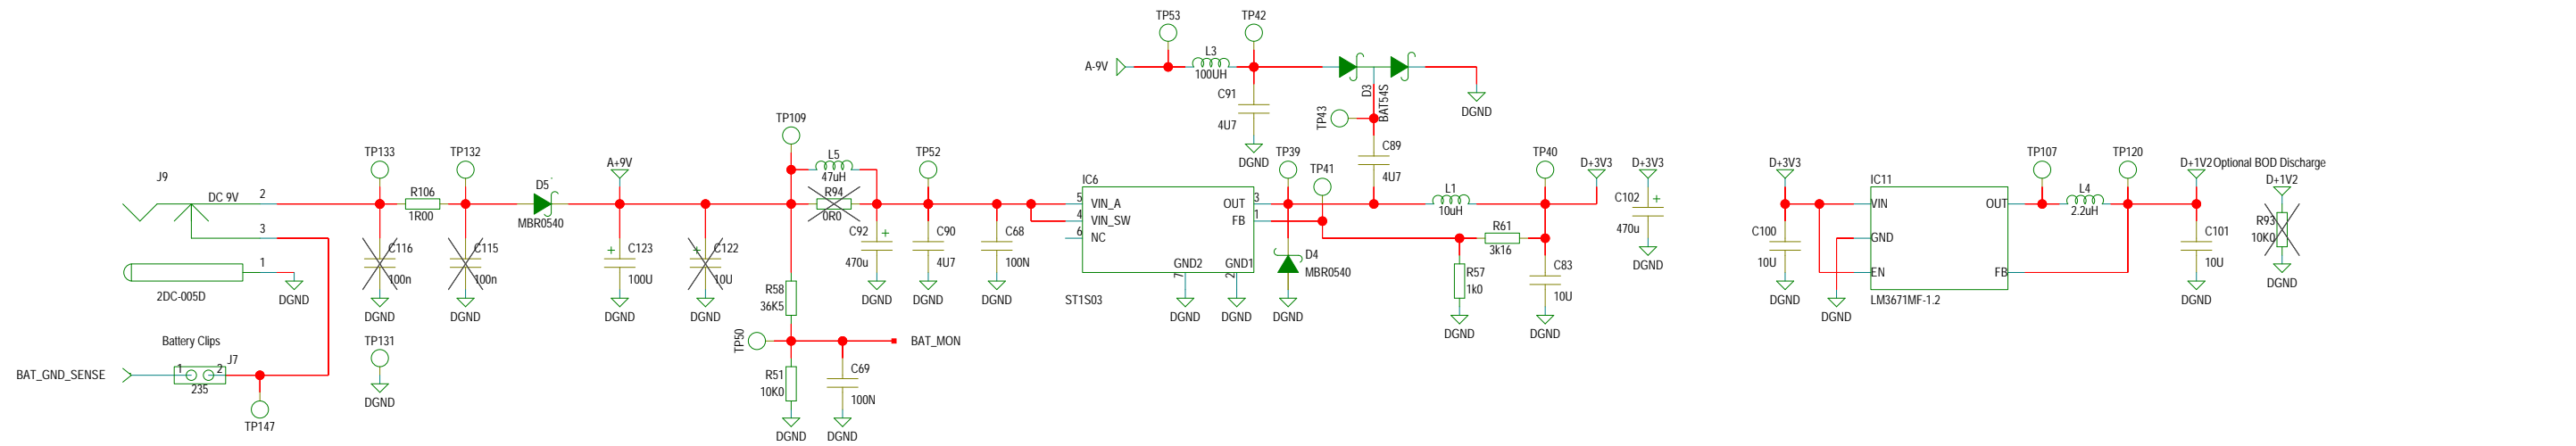 J9
DC 9V
2
3
1
2DC-005D
DGND
Battery Clips
J7
BAT_GND_SENSE
1
2
235
TP147
TP133
R106
1R00
C116
100n
DGND
TP131
DGND
TP132
C115
100n
DGND
D5
MBR0540
A+9V
C123
100U
DGND
C122
10U
DGND
TP109
L5
47uH
R94
0R0
R58
36K5
TP50
BAT_MON
R51
10K0
DGND
C69
100N
DGND
C92
470u
DGND
TP52
C90
4U7
DGND
C68
100N
DGND
IC6
5
VIN_A
4
VIN_SW
6
NC
OUT
3
FB
1
GND2
GND1
7
2
ST1S03
DGND
DGND
A-9V
TP53
L3
100UH
TP42
C91
4U7
DGND
D3
BAT54S
DGND
TP43
C89
4U7
TP39
TP41
D4
MBR0540
DGND
L1
10uH
TP40
D+3V3
R61
3k16
R57
1k0
DGND
C83
10U
DGND
D+3V3
C102
470u
DGND
D+3V3
C100
10U
DGND
IC11
VIN
GND
EN
OUT
FB
LM3671MF-1.2
DGND
TP107
L4
2.2uH
TP120
D+1V2
C101
10U
DGND
Optional BOD Discharge
D+1V2
R93
10K0
DGND